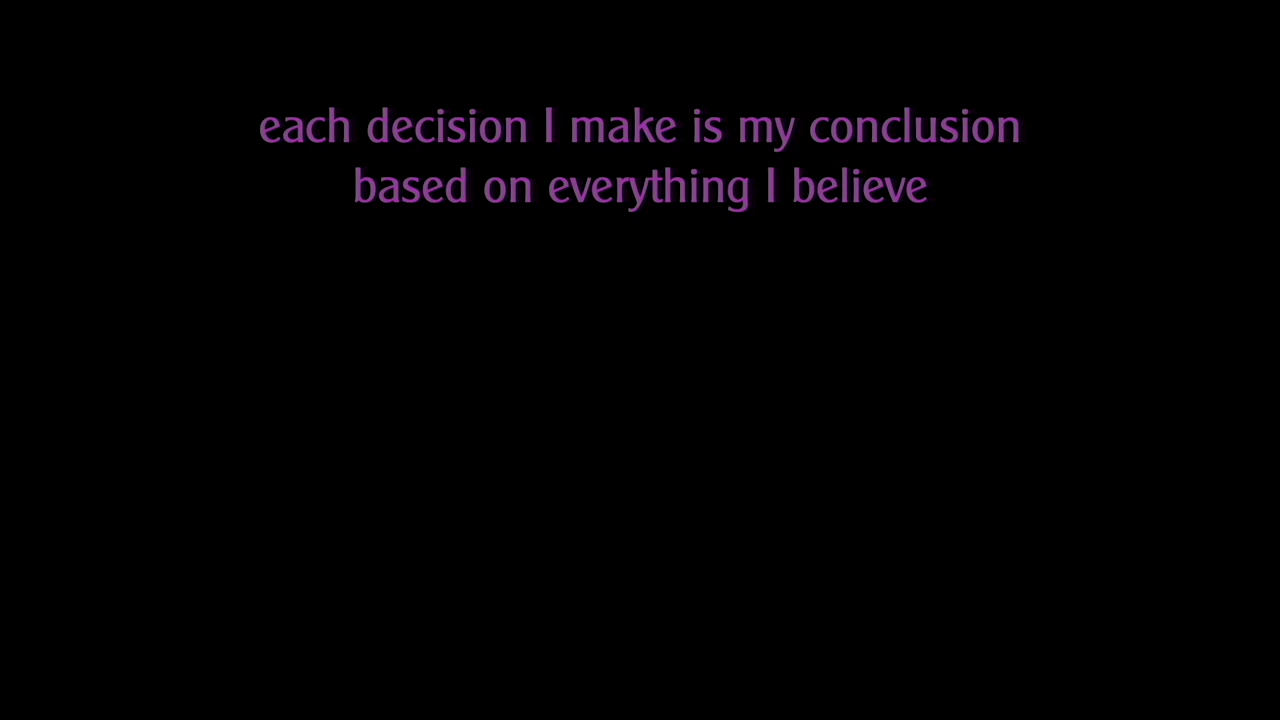 each decision I make is my conclusion
based on everything I believe